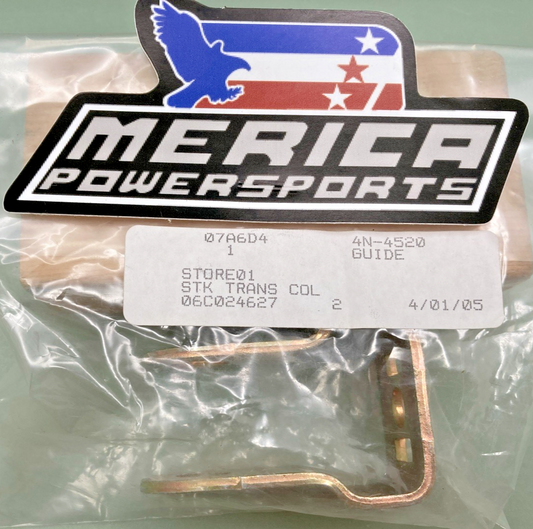 MERICA
POWERSPORTS
07A6D4 4N-4520
1 GUIDE
STORE01
STK TRANS COL
06C024627 2 4/01/05